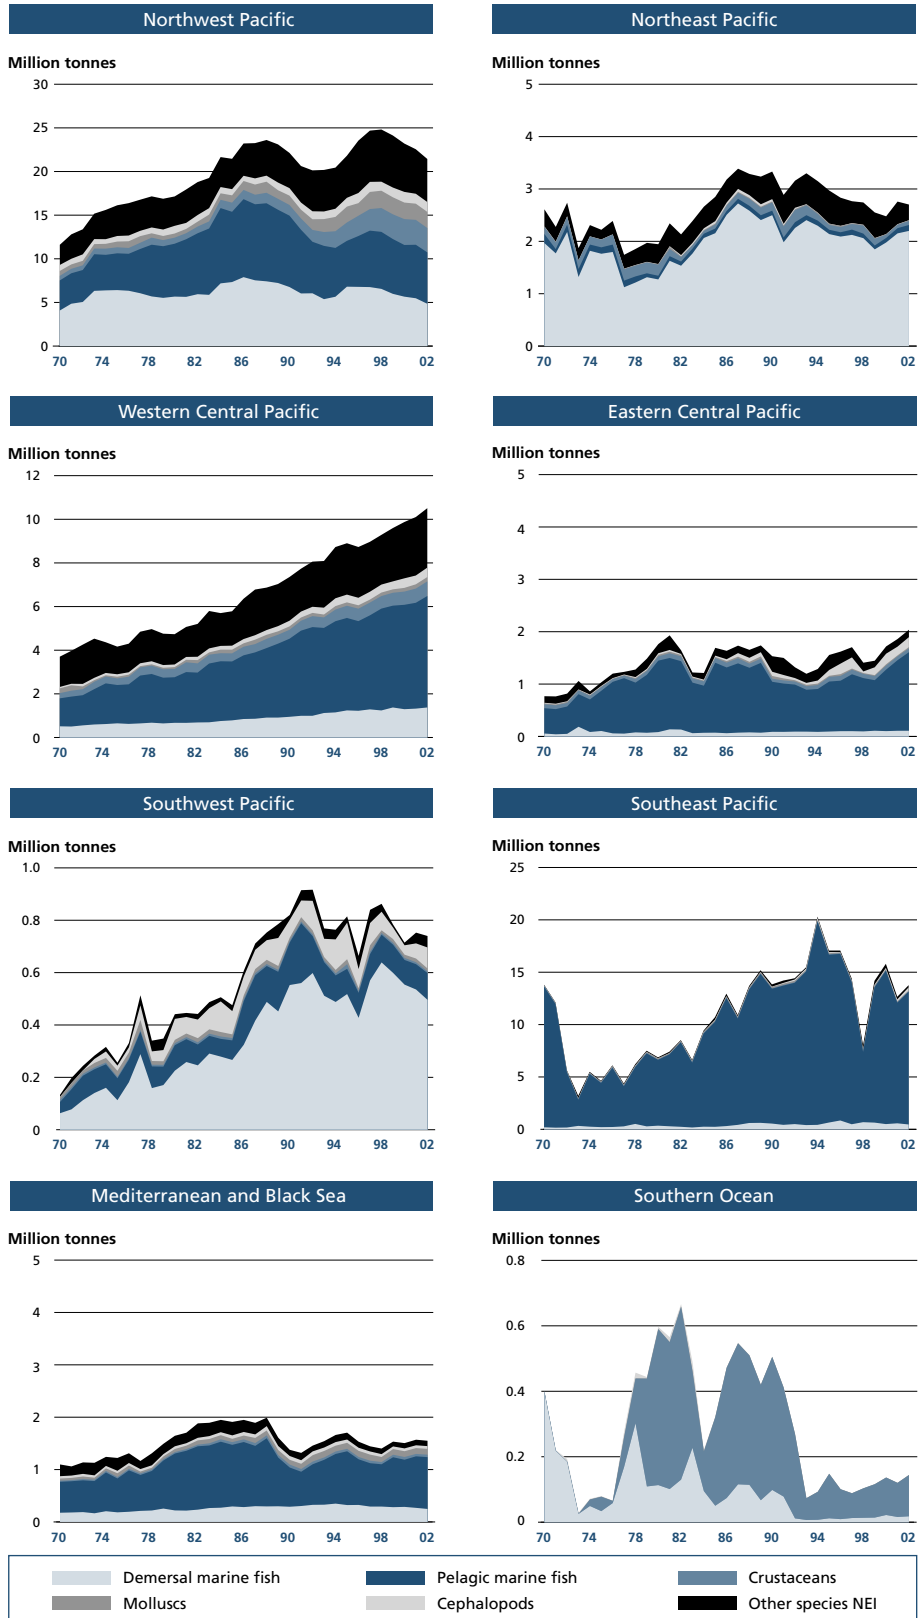 Northwest Pacific
Million tonnes
30
25
20
15
10
5
0
70 74 78 82 86 90 94 98 02
Northeast Pacific
Million tonnes
5
4
3
2
1
0
70 74 78 82 86 90 94 98 02
Western Central Pacific
Million tonnes
12
10
8
6
4
2
0
70 74 78 82 86 90 94 98 02
Eastern Central Pacific
Million tonnes
5
4
3
2
1
0
70 74 78 82 86 90 94 98 02
Southwest Pacific
Million tonnes
1.0
0.8
0.6
0.4
0.2
0
70 74 78 82 86 90 94 98 02
Southeast Pacific
Million tonnes
25
20
15
10
5
0
70 74 78 82 86 90 94 98 02
Mediterranean and Black Sea
Million tonnes
5
4
3
2
1
0
70 74 78 82 86 90 94 98 02
Southern Ocean
Million tonnes
0.8
0.6
0.4
0.2
0
70 74 78 82 86 90 94 98 02
Demersal marine fish
Pelagic marine fish
Crustaceans
Molluscs
Cephalopods
Other species NEI